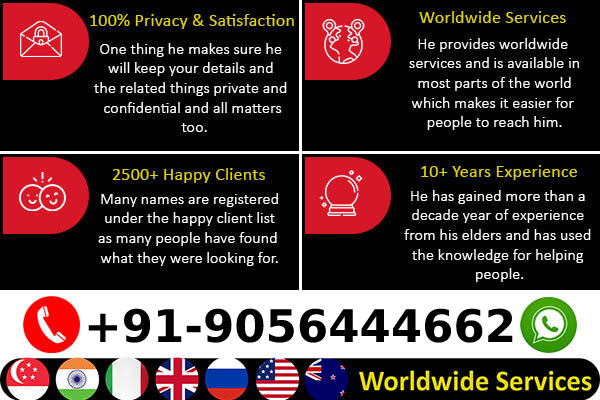 100% Privacy & Satisfaction
One thing he makes sure he
will keep your details and
the related things private and
confidential and all matters
too.
Worldwide Services
He provides worldwide
services and is available in
most parts of the world
which makes it easier for
people to reach him.
2500+ Happy Clients
Many names are registered
under the happy client list
as many people have found
what they were looking for.
10+ Years Experience
He has gained more than a
decade year of experience
from his elders and has used
the knowledge for helping
people.
+91-9056444662
Worldwide Services